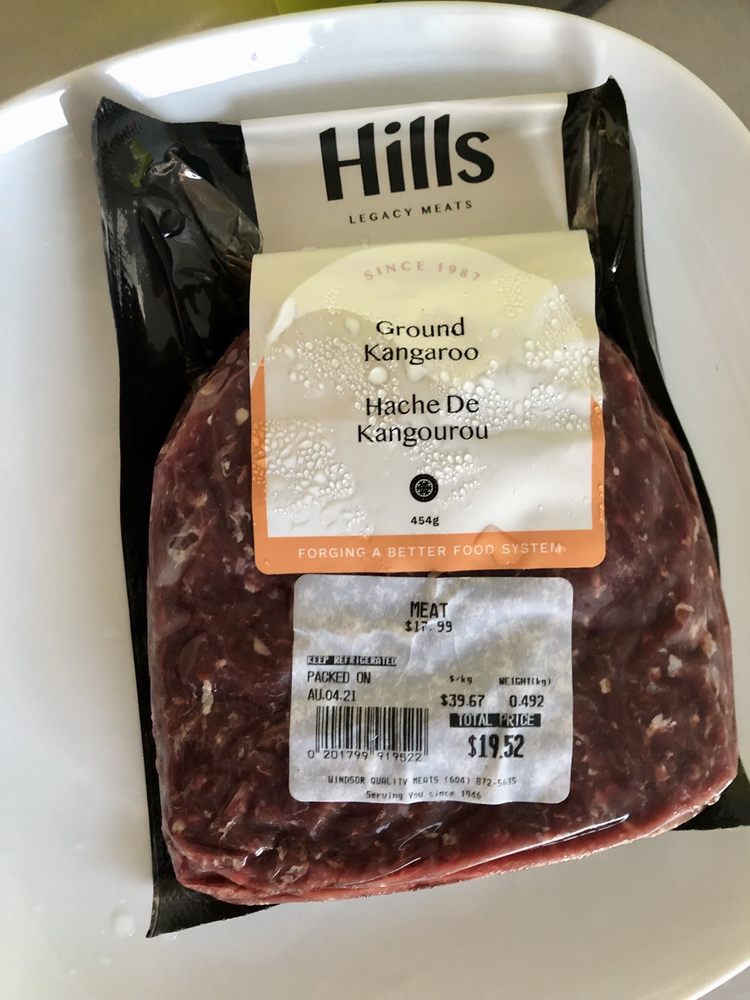 Hills
LEGACY MEATS
SINCE 1987
Ground
Kangaroo
Hache De
Kangourou
454g
FORGING A BETTER FOOD SYSTEM
MEAT
$17.99
KEEP REFRIGERATED
PACKED ON $/kg WEIGHT(kg)
AU.04.21 $39.67 0.492
TOTAL PRICE
$19.52
0 201799 919522
WINDSOR QUALITY MEATS (604) 872-5635
Serving You since 1946